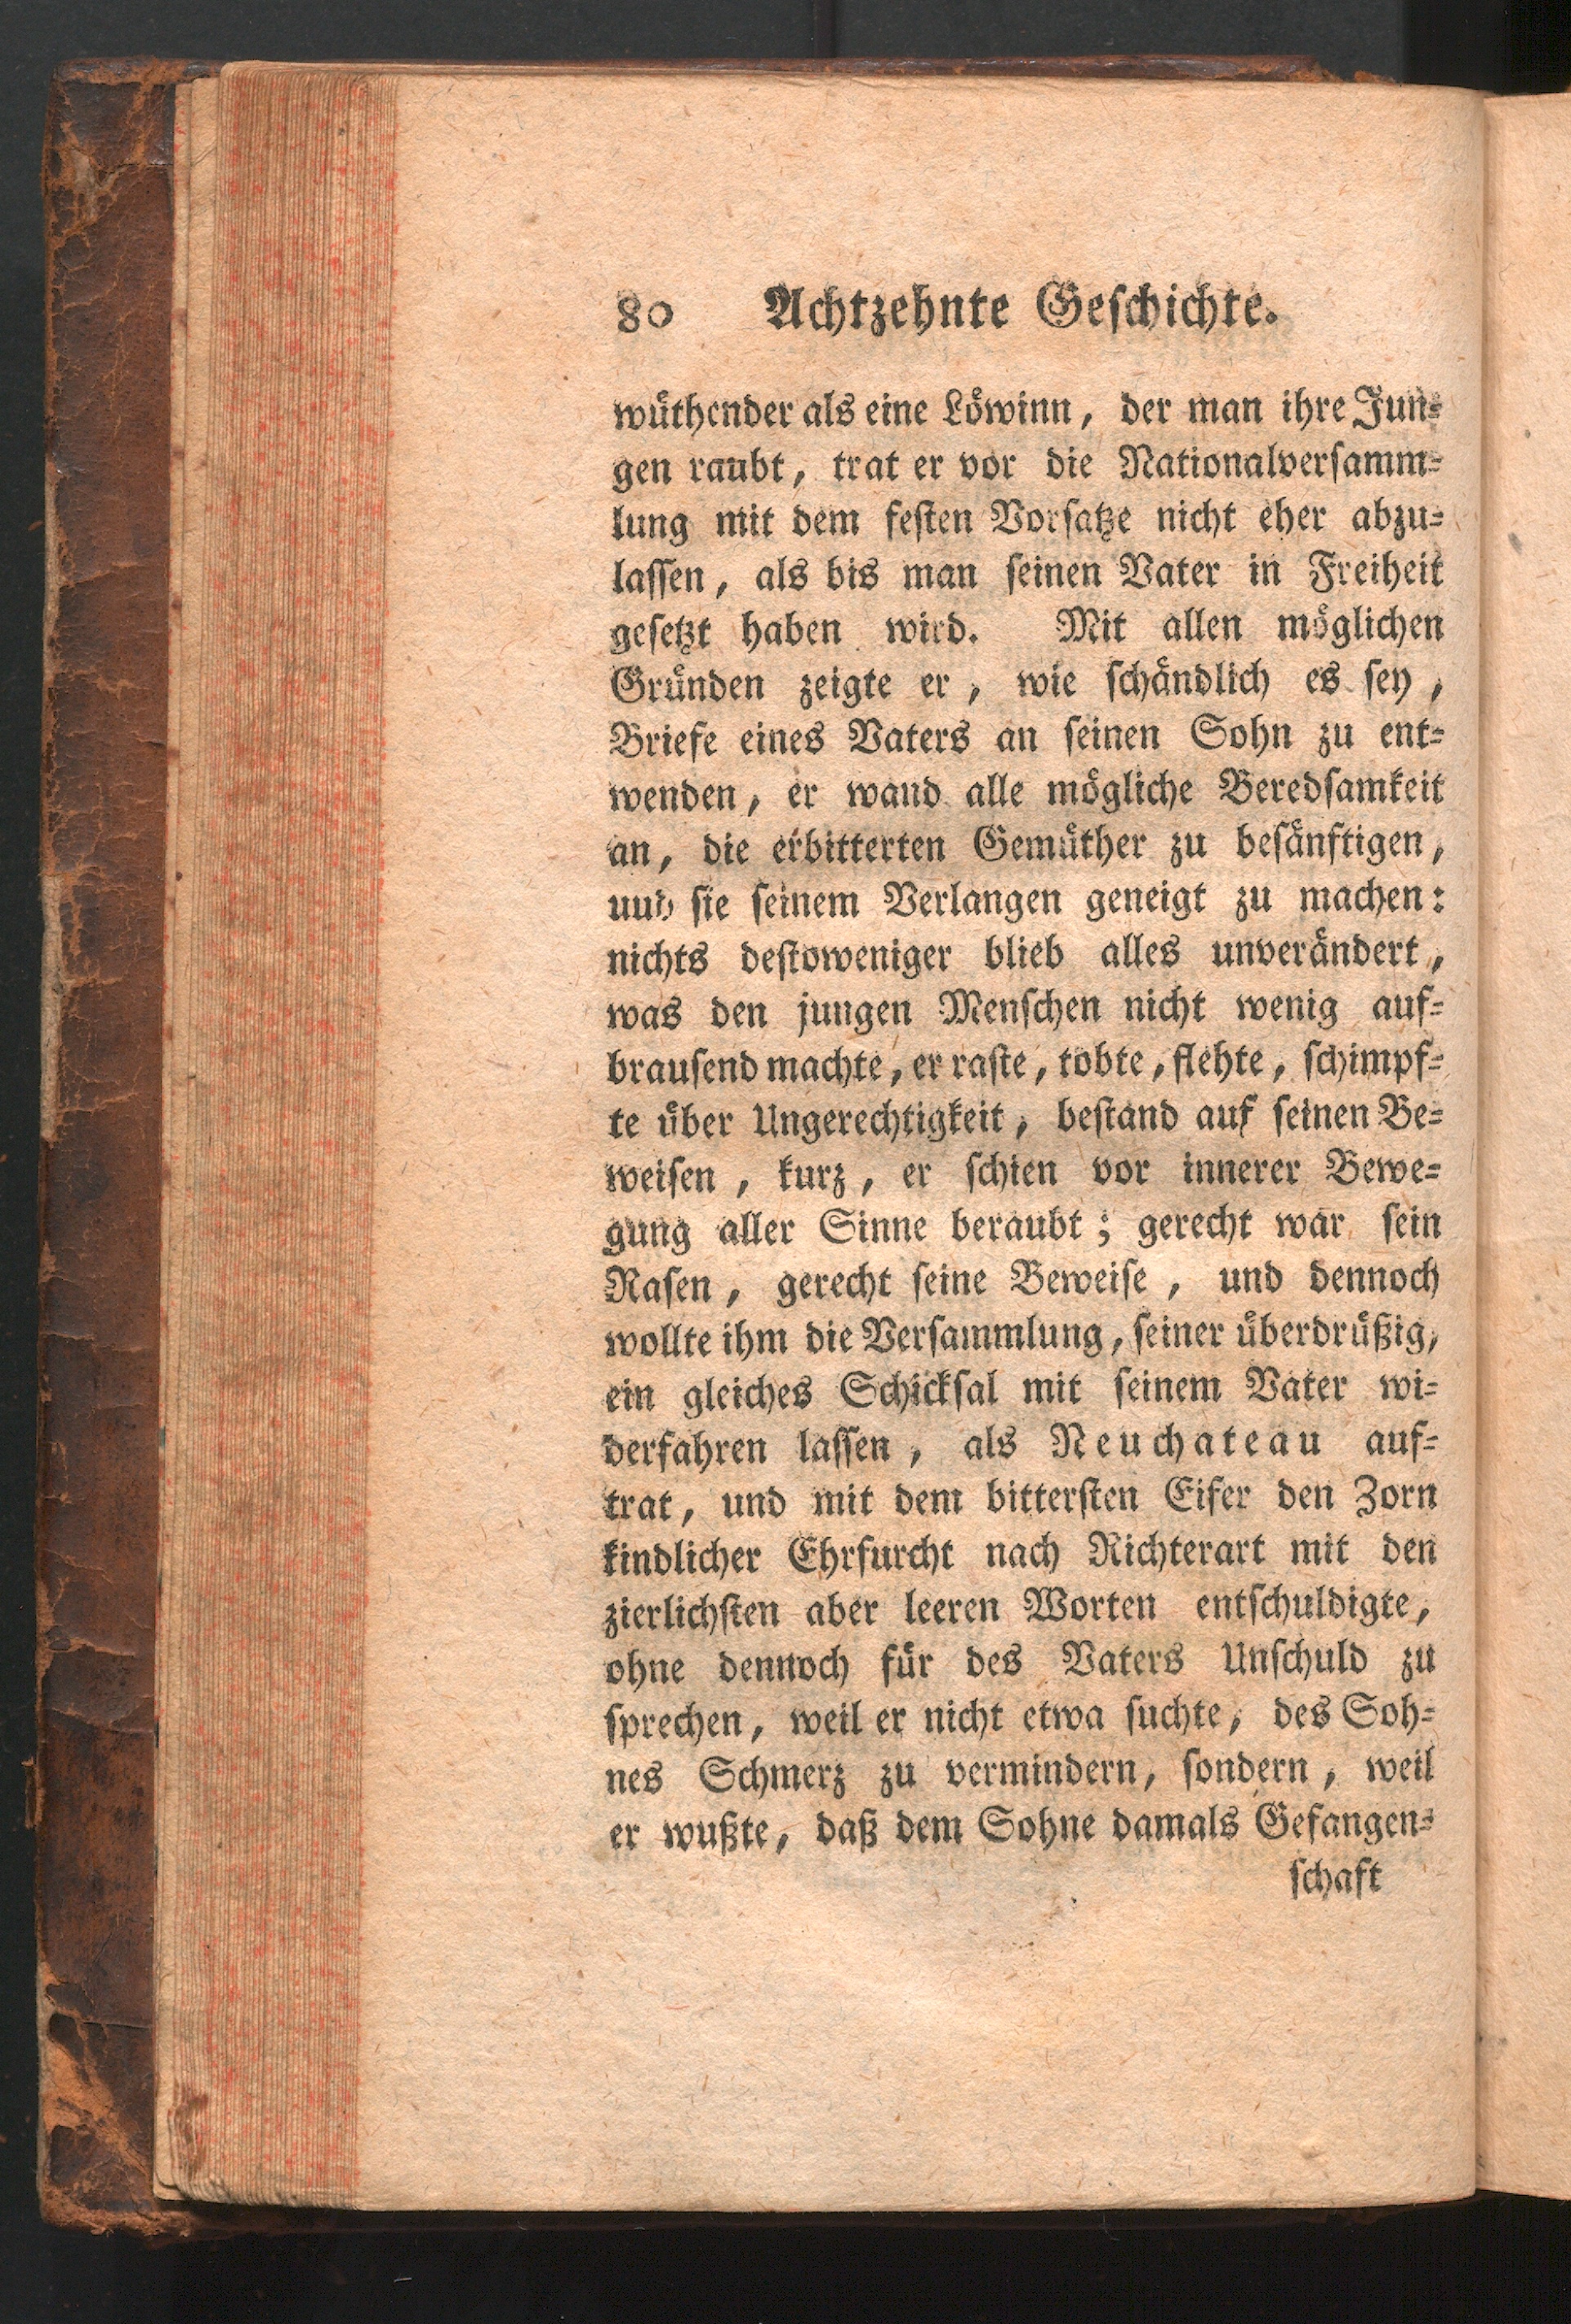 80 Achtzehnte Geſchichte.
wüthender als eine Löwinn, der man ihre Jun-
gen raubt, trat er vor die Nationalverſamm-
lung mit dem feſten Vorſatze nicht eher abzu-
laſſen, als bis man ſeinen Vater in Freiheit
geſetzt haben wird. Mit allen möglichen
Gründen zeigte er, wie ſchändlich es ſey,
Briefe eines Vaters an ſeinen Sohn zu ent-
wenden, er wand alle mögliche Beredſamkeit
an, die erbitterten Gemüther zu beſänftigen,
uud ſie ſeinem Verlangen geneigt zu machen:
nichts deſtoweniger blieb alles unverändert,
was den jungen Menſchen nicht wenig auf-
brauſend machte, er raſte, tobte, flehte, ſchimpf-
te über Ungerechtigkeit, beſtand auf ſeinen Be-
weiſen, kurz, er ſchien vor innerer Bewe-
gung aller Sinne beraubt; gerecht war ſein
Raſen, gerecht ſeine Beweiſe, und dennoch
wollte ihm die Verſammlung, ſeiner überdrüßig,
ein gleiches Schickſal mit ſeinem Vater wi-
derfahren laſſen, als Neuchateau auf-
trat, und mit dem bitterſten Eifer den Zorn
kindlicher Ehrfurcht nach Richterart mit den
zierlichſten aber leeren Worten entſchuldigte,
ohne dennoch für des Vaters Unſchuld zu
ſprechen, weil er nicht etwa ſuchte, des Soh-
nes Schmerz zu vermindern, ſondern, weil
er wußte, daß dem Sohne damals Gefangen-
ſchaft